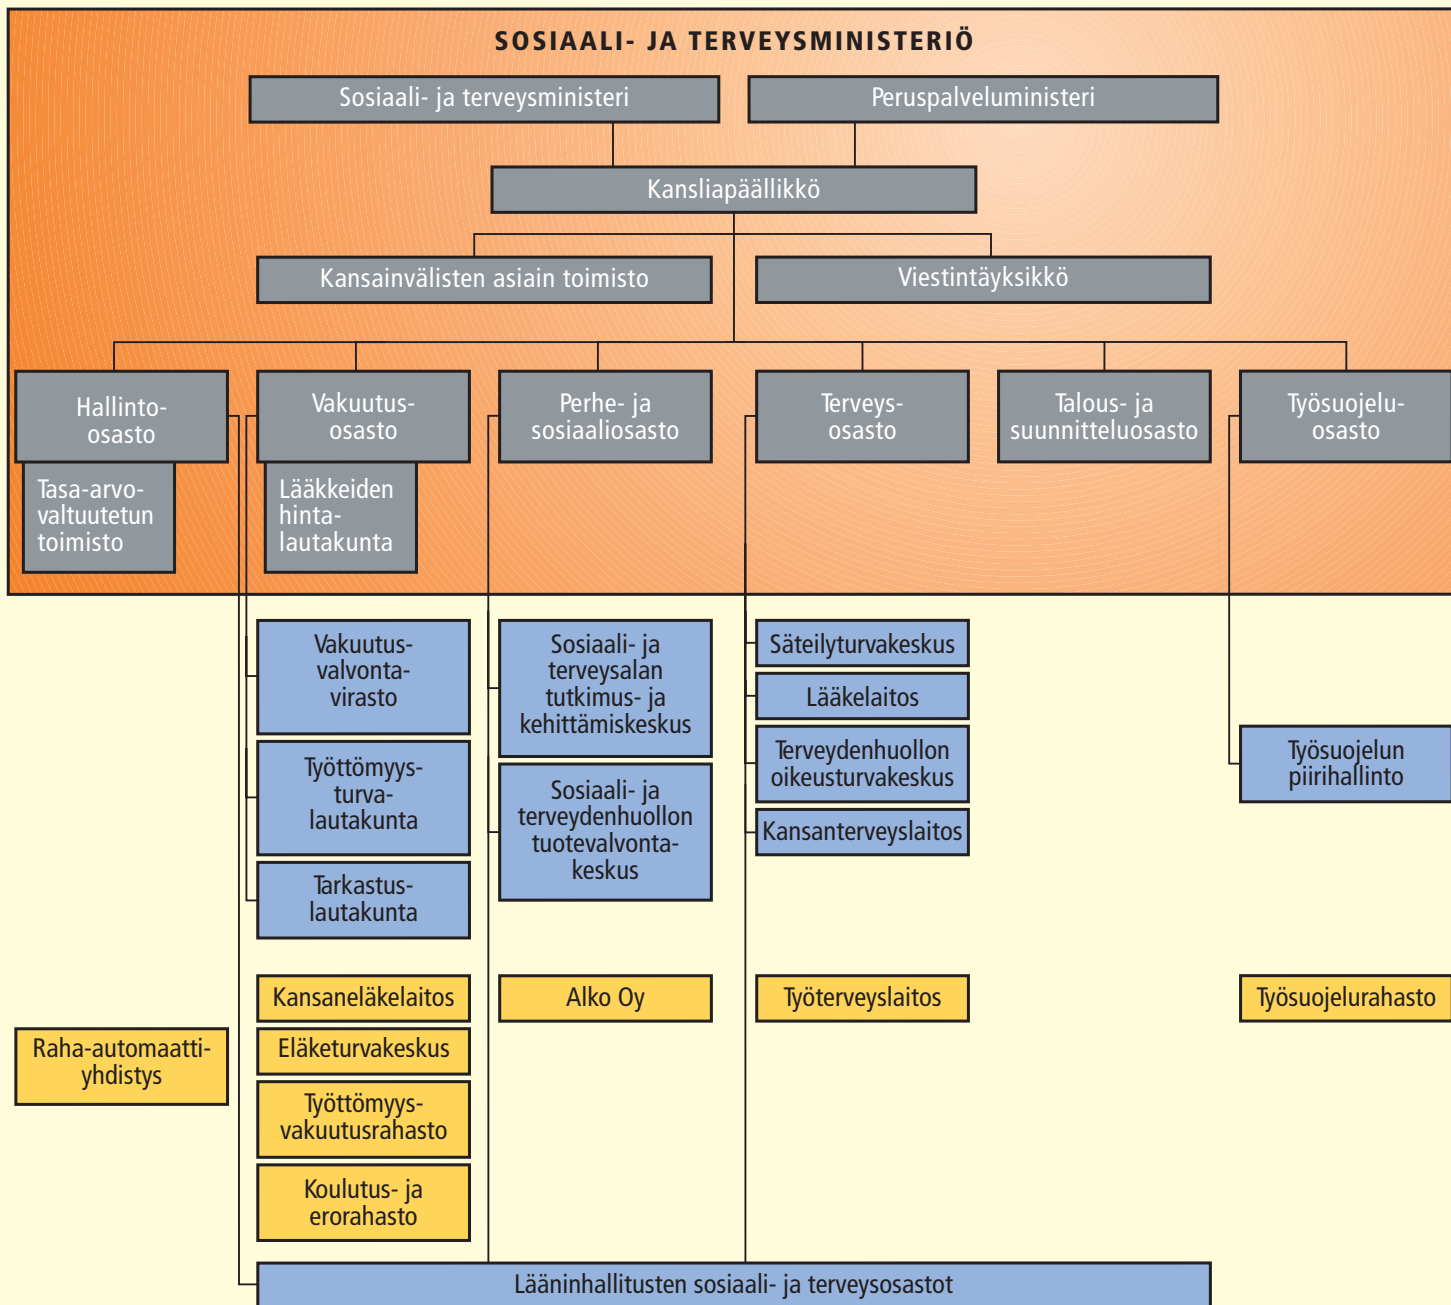 SOSIAALI- JA TERVEYSMINISTERIÖ
Sosiaali- ja terveysministeri
Peruspalveluministeri
Kansliapäällikkö
Kansainvälisten asiain toimisto
Viestintäyksikkö
Hallinto-
osasto
Vakuutus-
osasto
Perhe- ja
sosiaaliosasto
Terveys-
osasto
Talous- ja
suunnitteluosasto
Työsuojelu-
osasto
Tasa-arvo-
valtuutetun
toimisto
Lääkkeiden
hinta-
lautakunta
Vakuutus-
valvonta-
virasto
Työttömyys-
turva-
lautakunta
Tarkastus-
lautakunta
Sosiaali- ja
terveysalan
tutkimus- ja
kehittämiskeskus
Sosiaali- ja
terveydenhuollon
tuotevalvonta-
keskus
Säteilyturvakeskus
Lääkelaitos
Terveydenhuollon
oikeusturvakeskus
Kansanterveyslaitos
Työsuojelun
piirihallinto
Raha-automaatti-
yhdistys
Kansaneläkelaitos
Eläketurvakeskus
Työttömyys-
vakuutusrahasto
Koulutus- ja
erorahasto
Alko Oy
Työterveyslaitos
Työsuojelurahasto
Lääninhallitusten sosiaali- ja terveysosastot